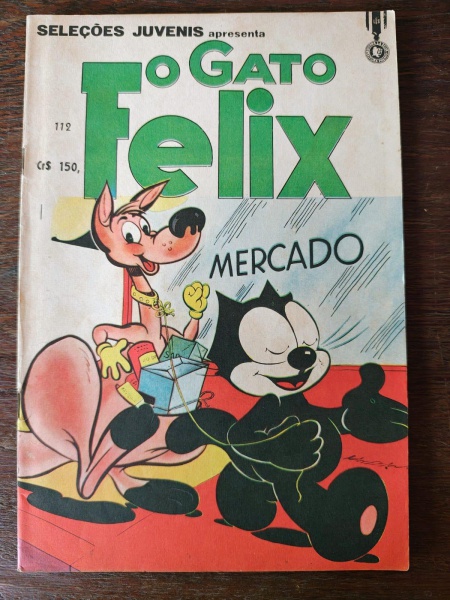 SELEÇÕES JUVENIS apresenta
O GATO
Felix
112
Cr$ 150,
MERCADO